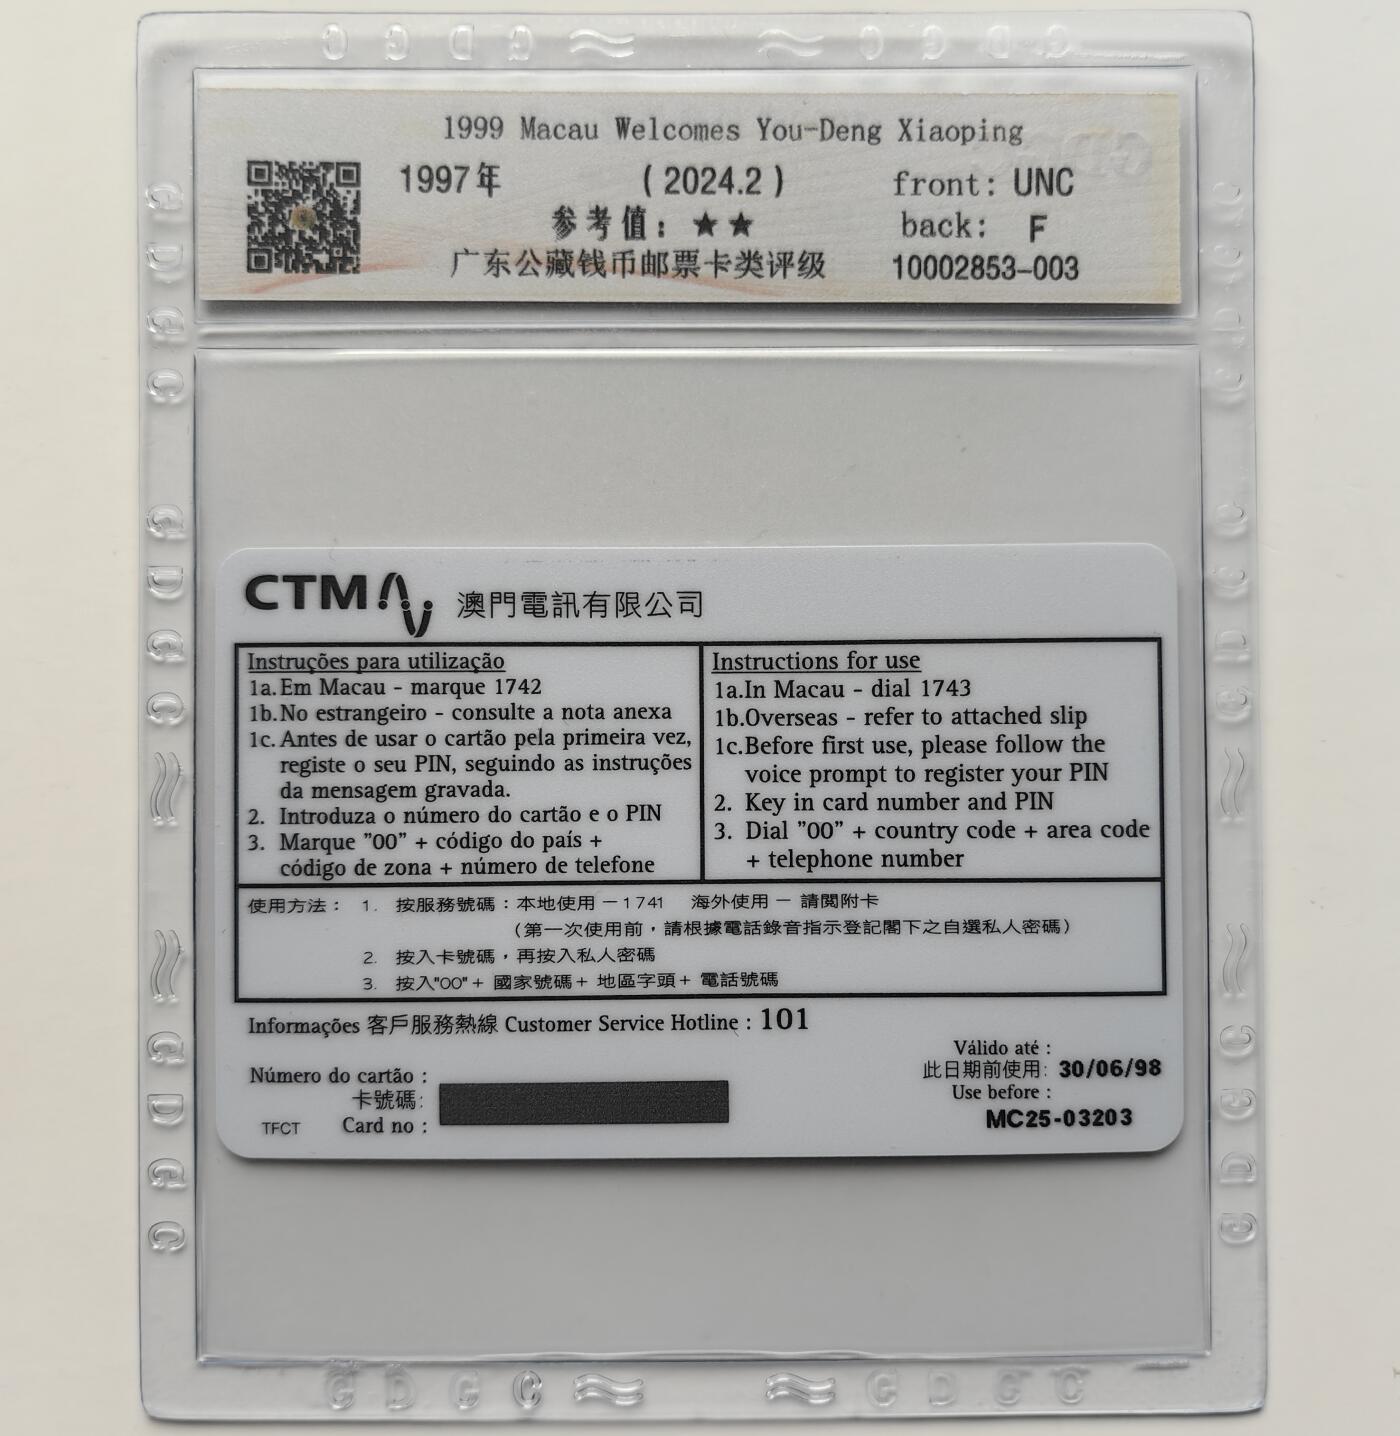 G D G C G D G C
1999 Macau Welcomes You-Deng Xiaoping
1997年 (2024.2) front: UNC
参考值：★★ back: F
广东公藏钱币邮票卡类评级 10002853-003
CTM 澳門電訊有限公司
Instruções para utilização
1a. Em Macau - marque 1742
1b. No estrangeiro - consulte a nota anexa
1c. Antes de usar o cartão pela primeira vez,
registe o seu PIN, seguindo as instruções
da mensagem gravada.
2. Introduza o número do cartão e o PIN
3. Marque "00" + código do país +
código de zona + número de telefone
Instructions for use
1a. In Macau - dial 1743
1b. Overseas - refer to attached slip
1c. Before first use, please follow the
voice prompt to register your PIN
2. Key in card number and PIN
3. Dial "00" + country code + area code
+ telephone number
使用方法： 1. 按服務號碼：本地使用 － 1741 海外使用 － 請閱附卡
（第一次使用前，請根據電話錄音指示登記閣下之自選私人密碼）
2. 按入卡號碼，再按入私人密碼
3. 按入"00" + 國家號碼 + 地區字頭 + 電話號碼
Informações 客戶服務熱線 Customer Service Hotline : 101
Número do cartão :
卡號碼:
TFCT Card no :
Válido até :
此日期前使用: 30/06/98
Use before :
MC25-03203
G D G C G D G C